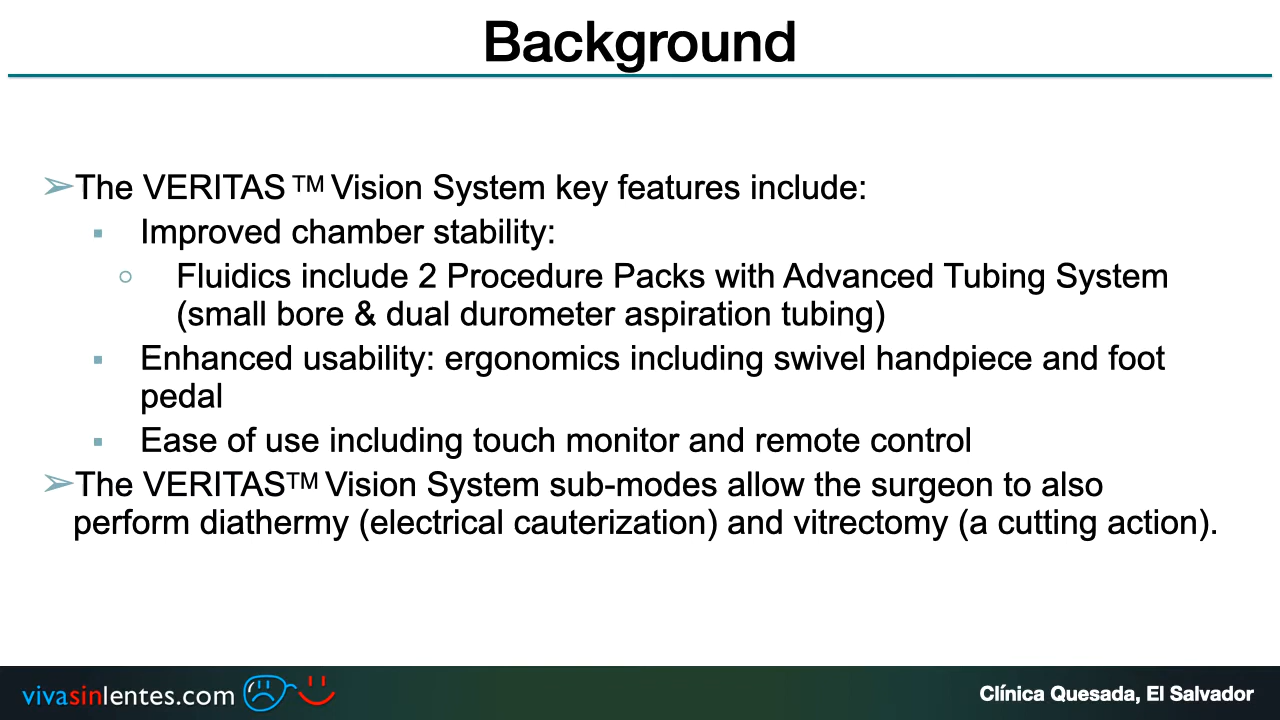 Background
➢The VERITAS ™ Vision System key features include:
▪ Improved chamber stability:
○ Fluidics include 2 Procedure Packs with Advanced Tubing System
(small bore & dual durometer aspiration tubing)
▪ Enhanced usability: ergonomics including swivel handpiece and foot
pedal
▪ Ease of use including touch monitor and remote control
➢The VERITAS™ Vision System sub-modes allow the surgeon to also
perform diathermy (electrical cauterization) and vitrectomy (a cutting action).
vivasinlentes.com
Clínica Quesada, El Salvador